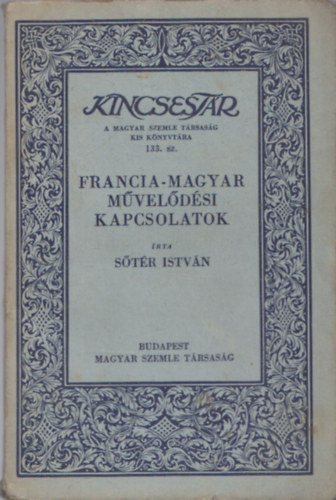 KINCSESTÁR
A MAGYAR SZEMLE TÁRSASÁG
KIS KÖNYVTÁRA
133. sz.
FRANCIA-MAGYAR
MŰVELŐDÉSI
KAPCSOLATOK
ÍRTA
SŐTÉR ISTVÁN
BUDAPEST
MAGYAR SZEMLE TÁRSASÁG